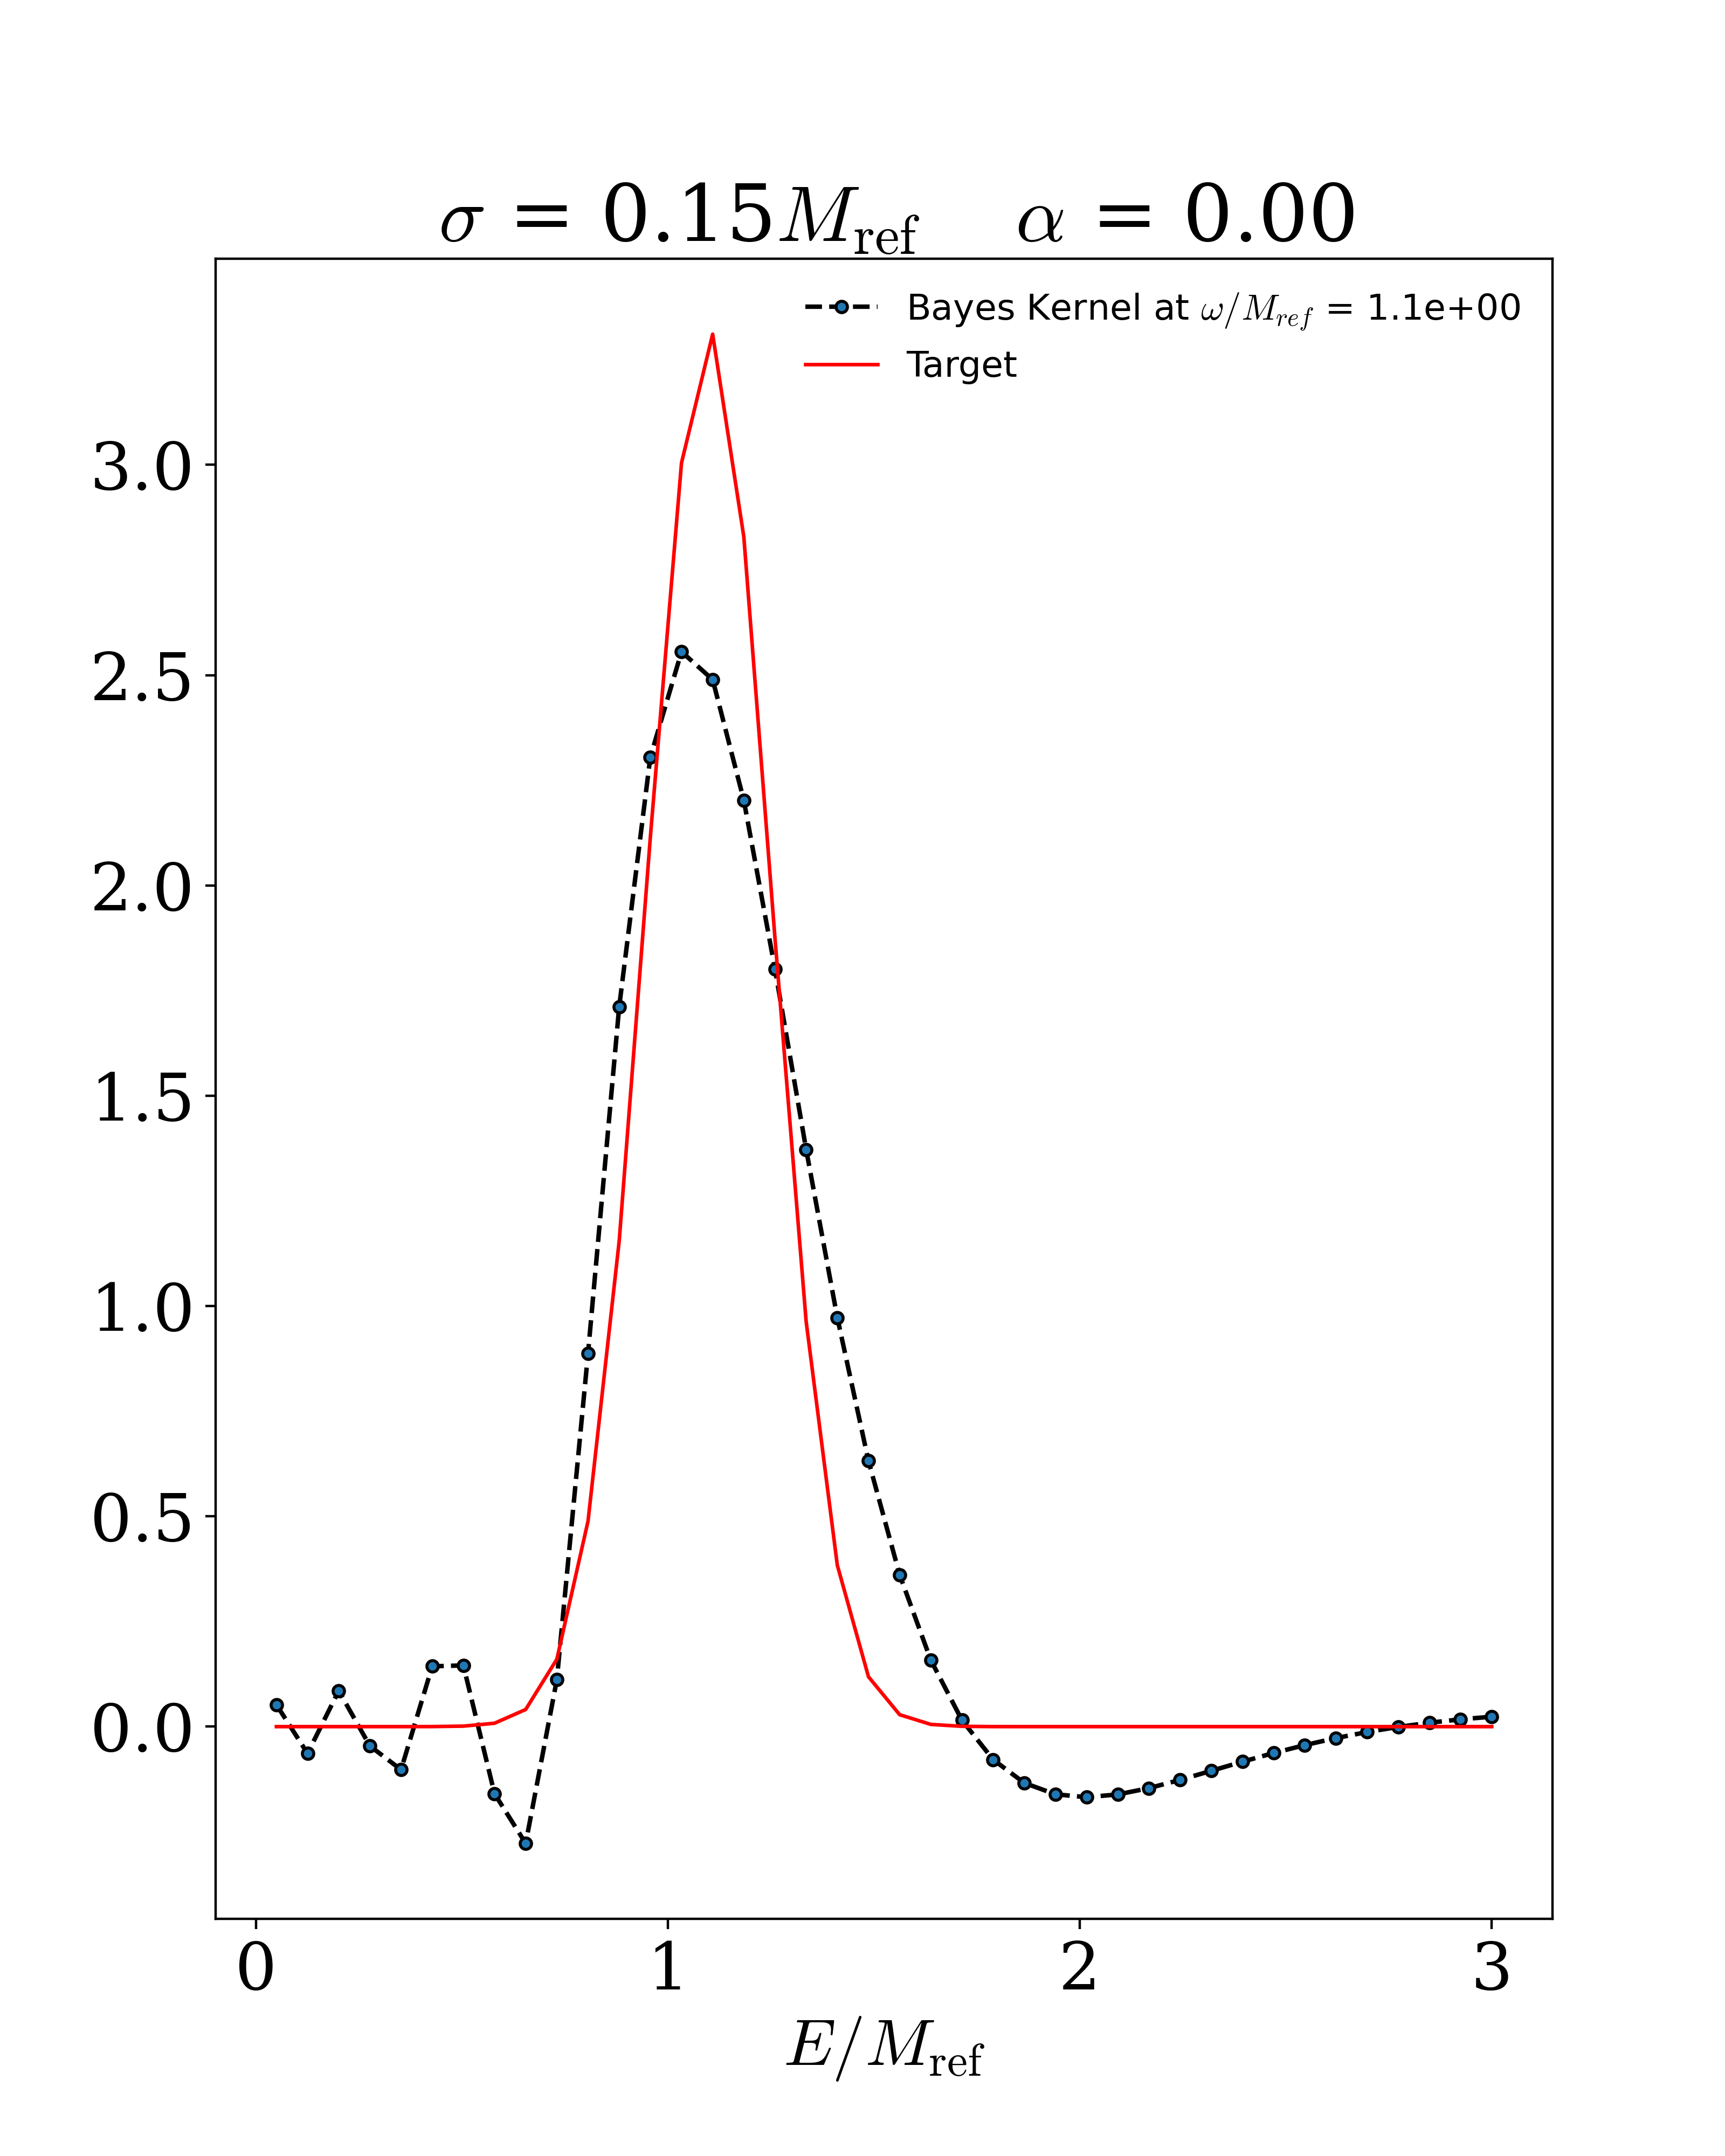 σ = 0.15M_ref α = 0.00
Bayes Kernel at ω/M_ref = 1.1e+00
Target
3.0
2.5
2.0
1.5
1.0
0.5
0.0
0 1 2 3
E/M_ref